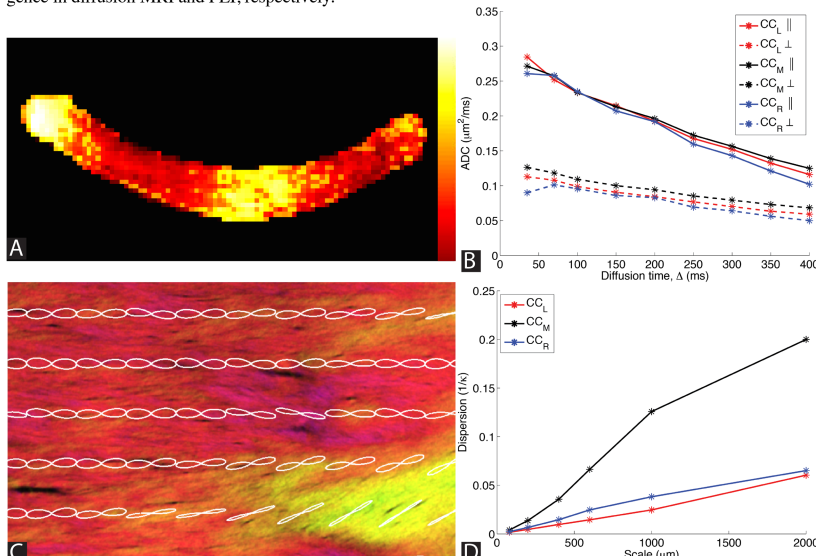 gence in diffusion MRI and PLI, respectively.
A
B
0.35
0.3
0.25
0.2
0.15
0.1
0.05
0
ADC (μm²/ms)
0 50 100 150 200 250 300 350 400
Diffusion time, Δ (ms)
CC_L ||
CC_L ⊥
CC_M ||
CC_M ⊥
CC_R ||
CC_R ⊥
C
D
0.25
0.2
0.15
0.1
0.05
0
Dispersion (1/κ)
0 500 1000 1500 2000
Scale (μm)
CC_L
CC_M
CC_R